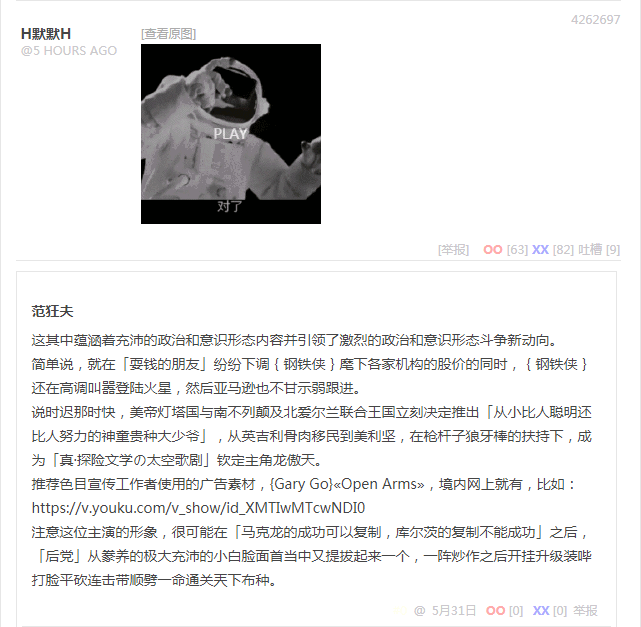 4262697
H默默H
@5 HOURS AGO
[查看原图]
PLAY
对了
[举报] OO [63] XX [82] 吐槽 [9]
范狂夫
这其中蕴涵着充沛的政治和意识形态内容并引领了激烈的政治和意识形态斗争新动向。
简单说，就在「耍钱的朋友」纷纷下调｛钢铁侠｝麾下各家机构的股价的同时，｛钢铁侠｝
还在高调叫嚣登陆火星，然后亚马逊也不甘示弱跟进。
说时迟那时快，美帝灯塔国与南不列颠及北爱尔兰联合王国立刻决定推出「从小比人聪明还
比人努力的神童贵种大少爷」，从英吉利骨肉移民到美利坚，在枪杆子狼牙棒的扶持下，成
为「真·探险文学の太空歌剧」钦定主角龙傲天。
推荐色目宣传工作者使用的广告素材，{Gary Go}«Open Arms»，境内网上就有，比如：
https://v.youku.com/v_show/id_XMTIwMTcwNDI0
注意这位主演的形象，很可能在「马克龙的成功可以复制，库尔茨的复制不能成功」之后，
「后党」从豢养的极大充沛的小白脸面首当中又提拔起来一个，一阵炒作之后开挂升级装哔
打脸平砍连击带顺劈一命通关天下布种。
@ 5月31日 OO [0] XX [0] 举报